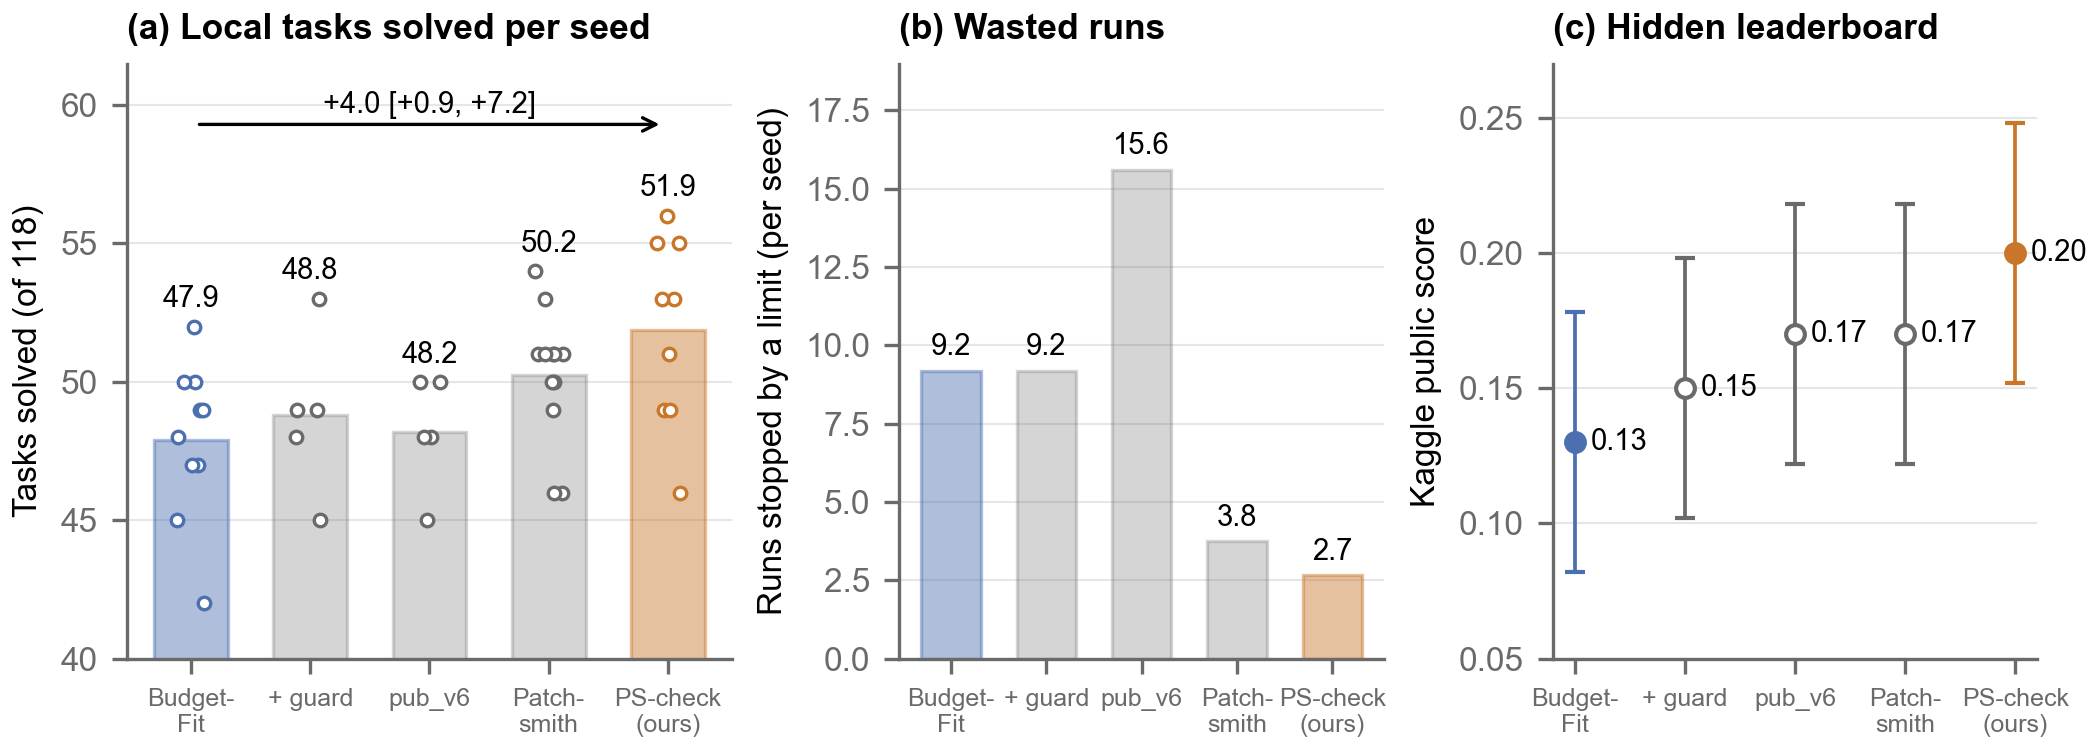 (a) Local tasks solved per seed
Tasks solved (of 118)
60
55
50
45
40
+4.0 [+0.9, +7.2]
47.9
48.8
48.2
50.2
51.9
Budget-
Fit
+ guard
pub_v6
Patch-
smith
PS-check
(ours)
(b) Wasted runs
Runs stopped by a limit (per seed)
17.5
15.0
12.5
10.0
7.5
5.0
2.5
0.0
9.2
9.2
15.6
3.8
2.7
Budget-
Fit
+ guard
pub_v6
Patch-
smith
PS-check
(ours)
(c) Hidden leaderboard
Kaggle public score
0.25
0.20
0.15
0.10
0.05
0.13
0.15
0.17
0.17
0.20
Budget-
Fit
+ guard
pub_v6
Patch-
smith
PS-check
(ours)